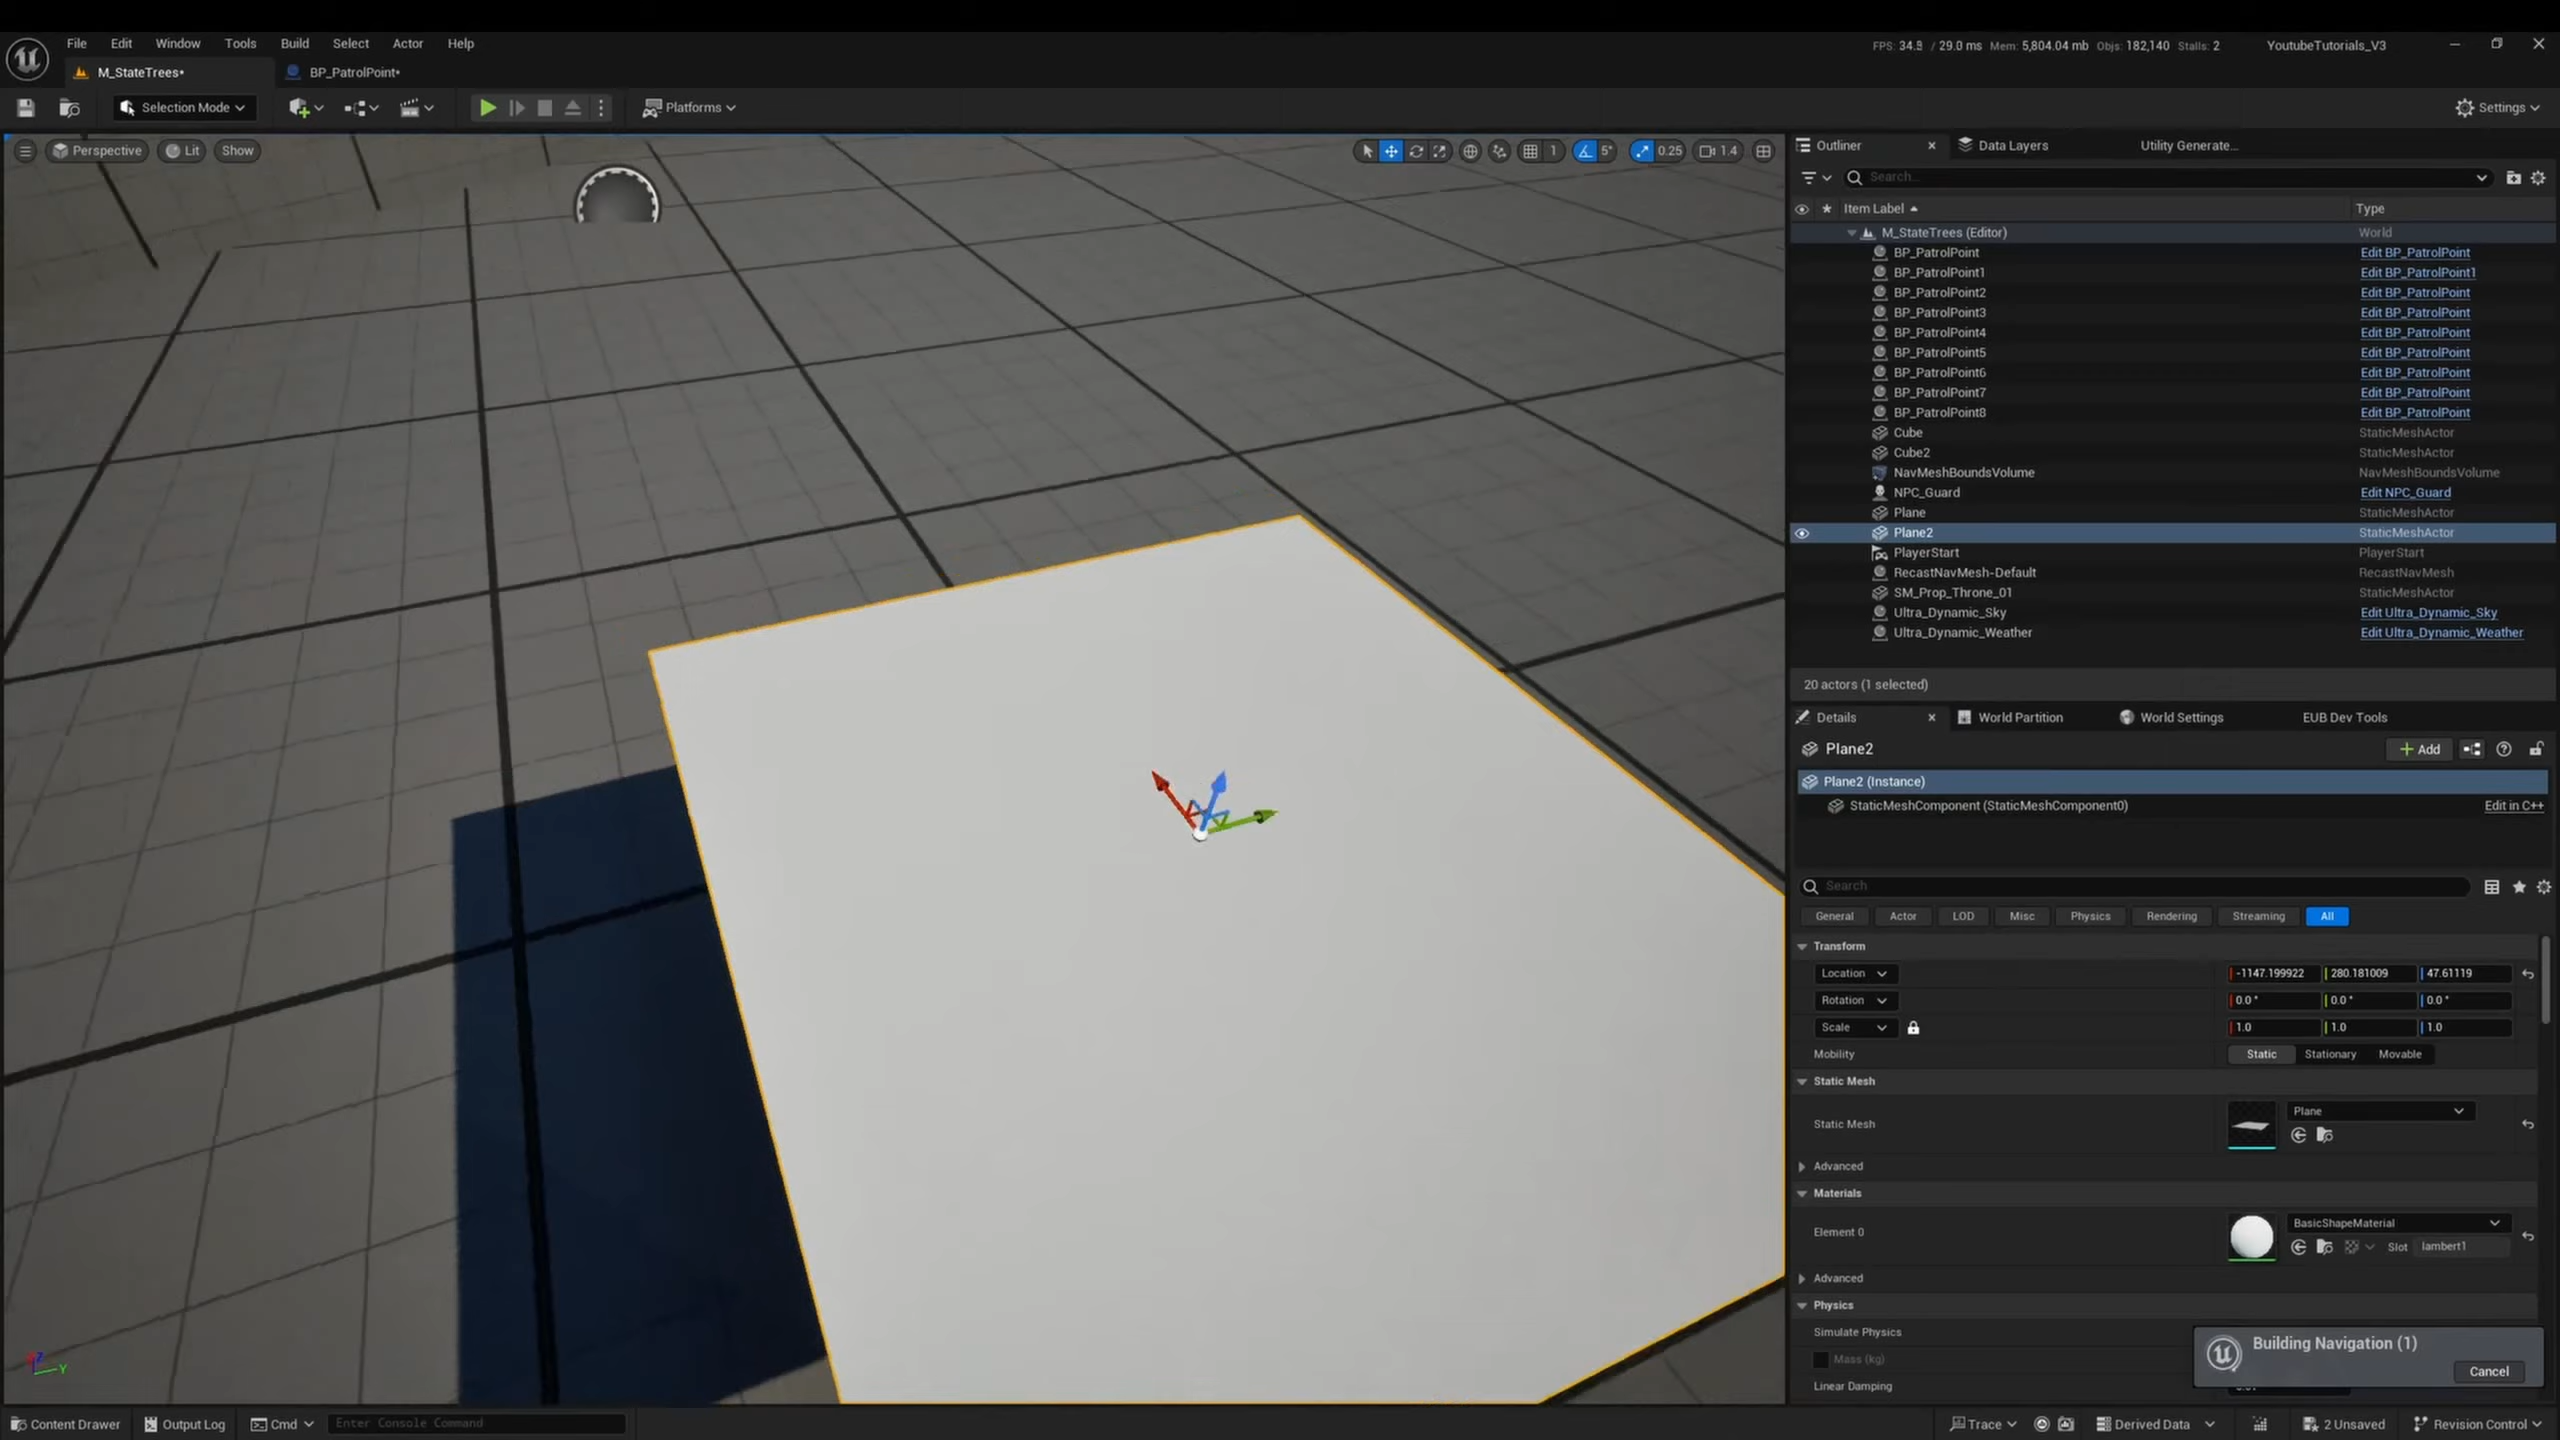 File Edit Window Tools Build Select Actor Help
FPS: 34.5 / 29.0 ms Mem: 5,804.04 mb Objs: 182,140 Stalls: 2 YoutubeTutorials_V3
M_StateTrees* BP_PatrolPoint*
Selection Mode Platforms Settings
Perspective Lit Show 1 5° 0.25 1.4
Outliner Data Layers Utility Generate...
Search...
Item Label Type
M_StateTrees (Editor) World
BP_PatrolPoint Edit BP_PatrolPoint
BP_PatrolPoint1 Edit BP_PatrolPoint1
BP_PatrolPoint2 Edit BP_PatrolPoint
BP_PatrolPoint3 Edit BP_PatrolPoint
BP_PatrolPoint4 Edit BP_PatrolPoint
BP_PatrolPoint5 Edit BP_PatrolPoint
BP_PatrolPoint6 Edit BP_PatrolPoint
BP_PatrolPoint7 Edit BP_PatrolPoint
BP_PatrolPoint8 Edit BP_PatrolPoint
Cube StaticMeshActor
Cube2 StaticMeshActor
NavMeshBoundsVolume NavMeshBoundsVolume
NPC_Guard Edit NPC_Guard
Plane StaticMeshActor
Plane2 StaticMeshActor
PlayerStart PlayerStart
RecastNavMesh-Default RecastNavMesh
SM_Prop_Throne_01 StaticMeshActor
Ultra_Dynamic_Sky Edit Ultra_Dynamic_Sky
Ultra_Dynamic_Weather Edit Ultra_Dynamic_Weather
20 actors (1 selected)
Details World Partition World Settings EUB Dev Tools
Plane2 Add
Plane2 (Instance)
StaticMeshComponent (StaticMeshComponent0) Edit in C++
Search
General Actor LOD Misc Physics Rendering Streaming All
Transform
Location -1147.199922 280.181009 47.61119
Rotation 0.0 ° 0.0 ° 0.0 °
Scale 1.0 1.0 1.0
Mobility Static Stationary Movable
Static Mesh
Static Mesh Plane
Advanced
Materials
Element 0 BasicShapeMaterial
Slot lambert1
Advanced
Physics
Simulate Physics
Mass (kg)
Linear Damping
Building Navigation (1)
Cancel
Z Y
Content Drawer Output Log Cmd Enter Console Command Trace Derived Data 2 Unsaved Revision Control